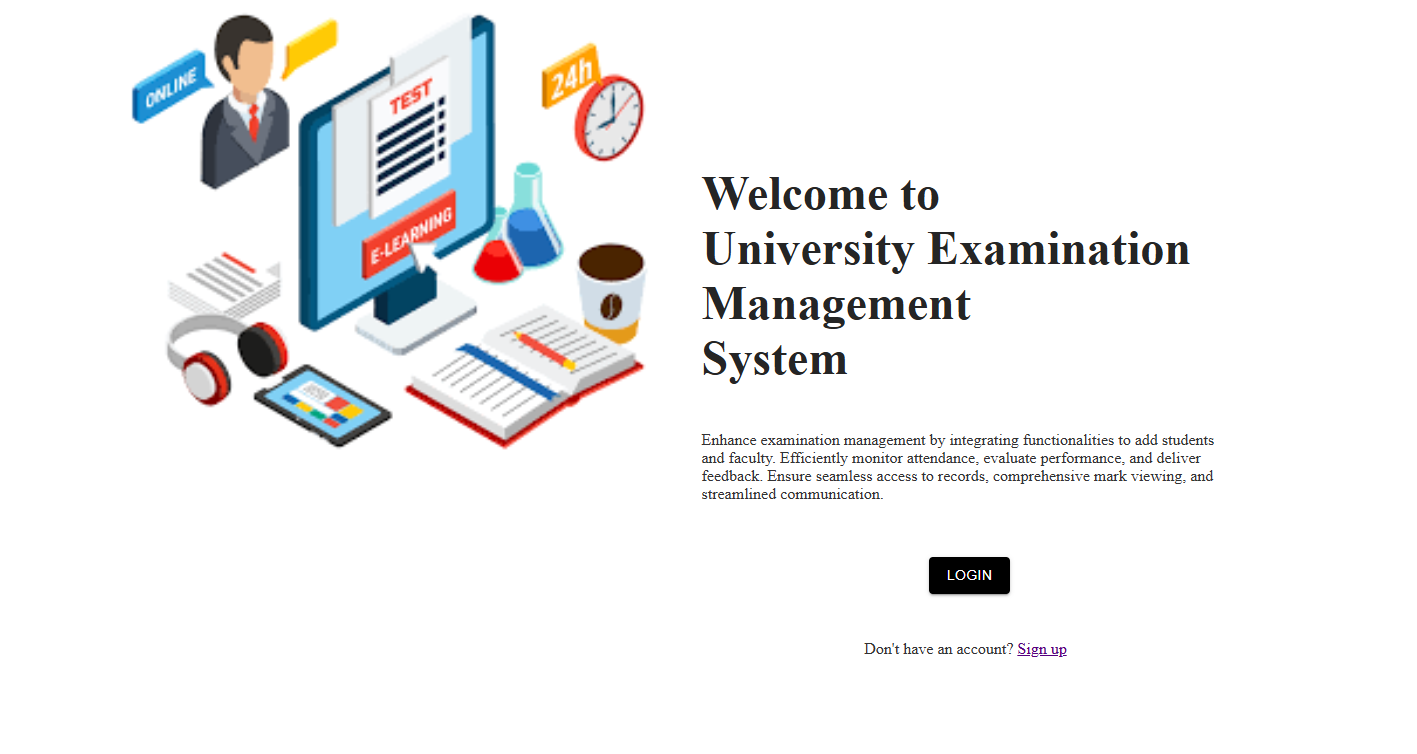 ONLINE
TEST
24h
E-LEARNING
Welcome to
University Examination
Management
System
Enhance examination management by integrating functionalities to add students
and faculty. Efficiently monitor attendance, evaluate performance, and deliver
feedback. Ensure seamless access to records, comprehensive mark viewing, and
streamlined communication.
LOGIN
Don't have an account? Sign up